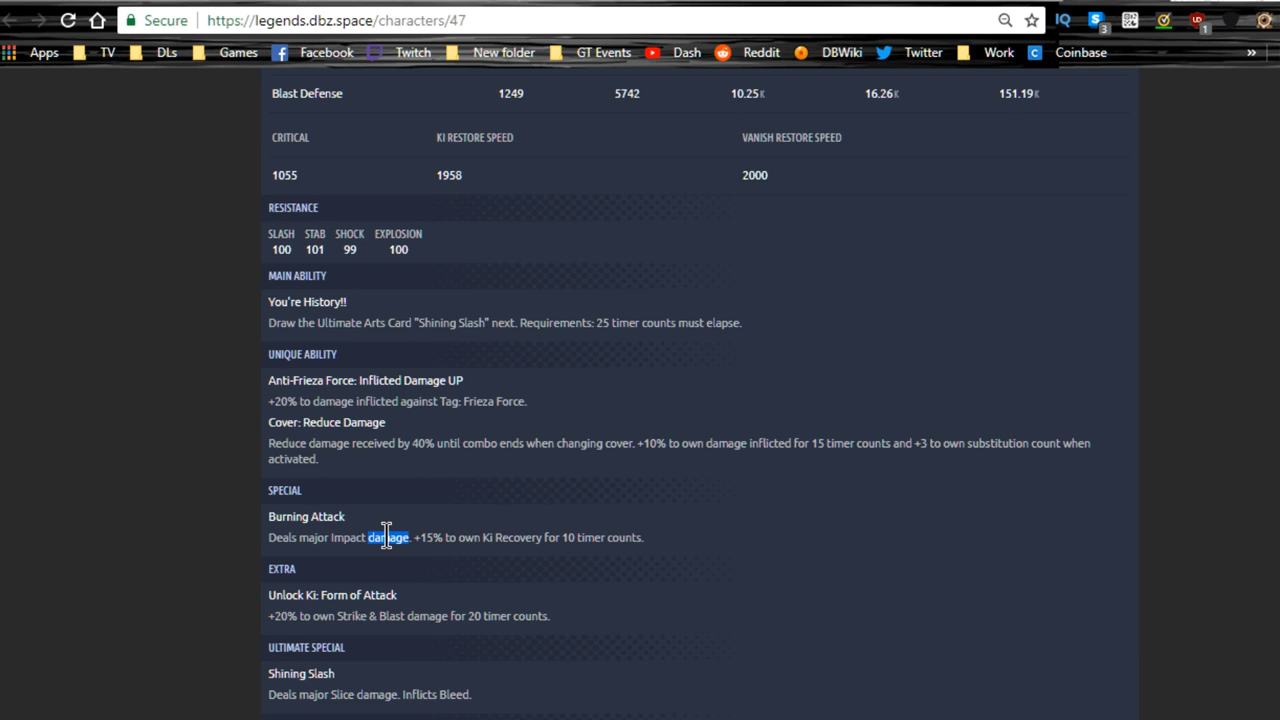 Secure https://legends.dbz.space/characters/47
IQ S 3 UD 1
Apps TV DLs Games Facebook Twitch New folder GT Events Dash Reddit DBWiki Twitter Work C Coinbase »
Blast Defense 1249 5742 10.25K 16.26K 151.19K
CRITICAL KI RESTORE SPEED VANISH RESTORE SPEED
1055 1958 2000
RESISTANCE
SLASH STAB SHOCK EXPLOSION
100 101 99 100
MAIN ABILITY
You're History!!
Draw the Ultimate Arts Card "Shining Slash" next. Requirements: 25 timer counts must elapse.
UNIQUE ABILITY
Anti-Frieza Force: Inflicted Damage UP
+20% to damage inflicted against Tag: Frieza Force.
Cover: Reduce Damage
Reduce damage received by 40% until combo ends when changing cover. +10% to own damage inflicted for 15 timer counts and +3 to own substitution count when
activated.
SPECIAL
Burning Attack
Deals major Impact damage. +15% to own Ki Recovery for 10 timer counts.
EXTRA
Unlock Ki: Form of Attack
+20% to own Strike & Blast damage for 20 timer counts.
ULTIMATE SPECIAL
Shining Slash
Deals major Slice damage. Inflicts Bleed.